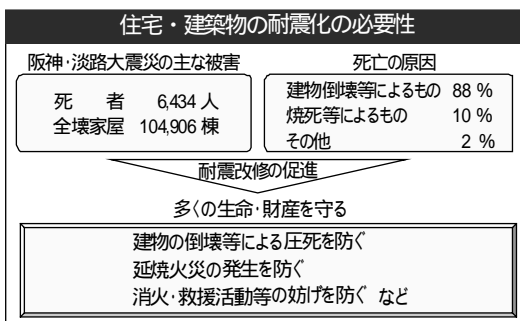 住宅・建築物の耐震化の必要性
阪神・淡路大震災の主な被害
死者 6,434 人
全壊家屋 104,906 棟
死亡の原因
建物倒壊等によるもの 88 %
焼死等によるもの 10 %
その他 2 %
耐震改修の促進
多くの生命・財産を守る
建物の倒壊等による圧死を防ぐ
延焼火災の発生を防ぐ
消火・救援活動等の妨げを防ぐ など